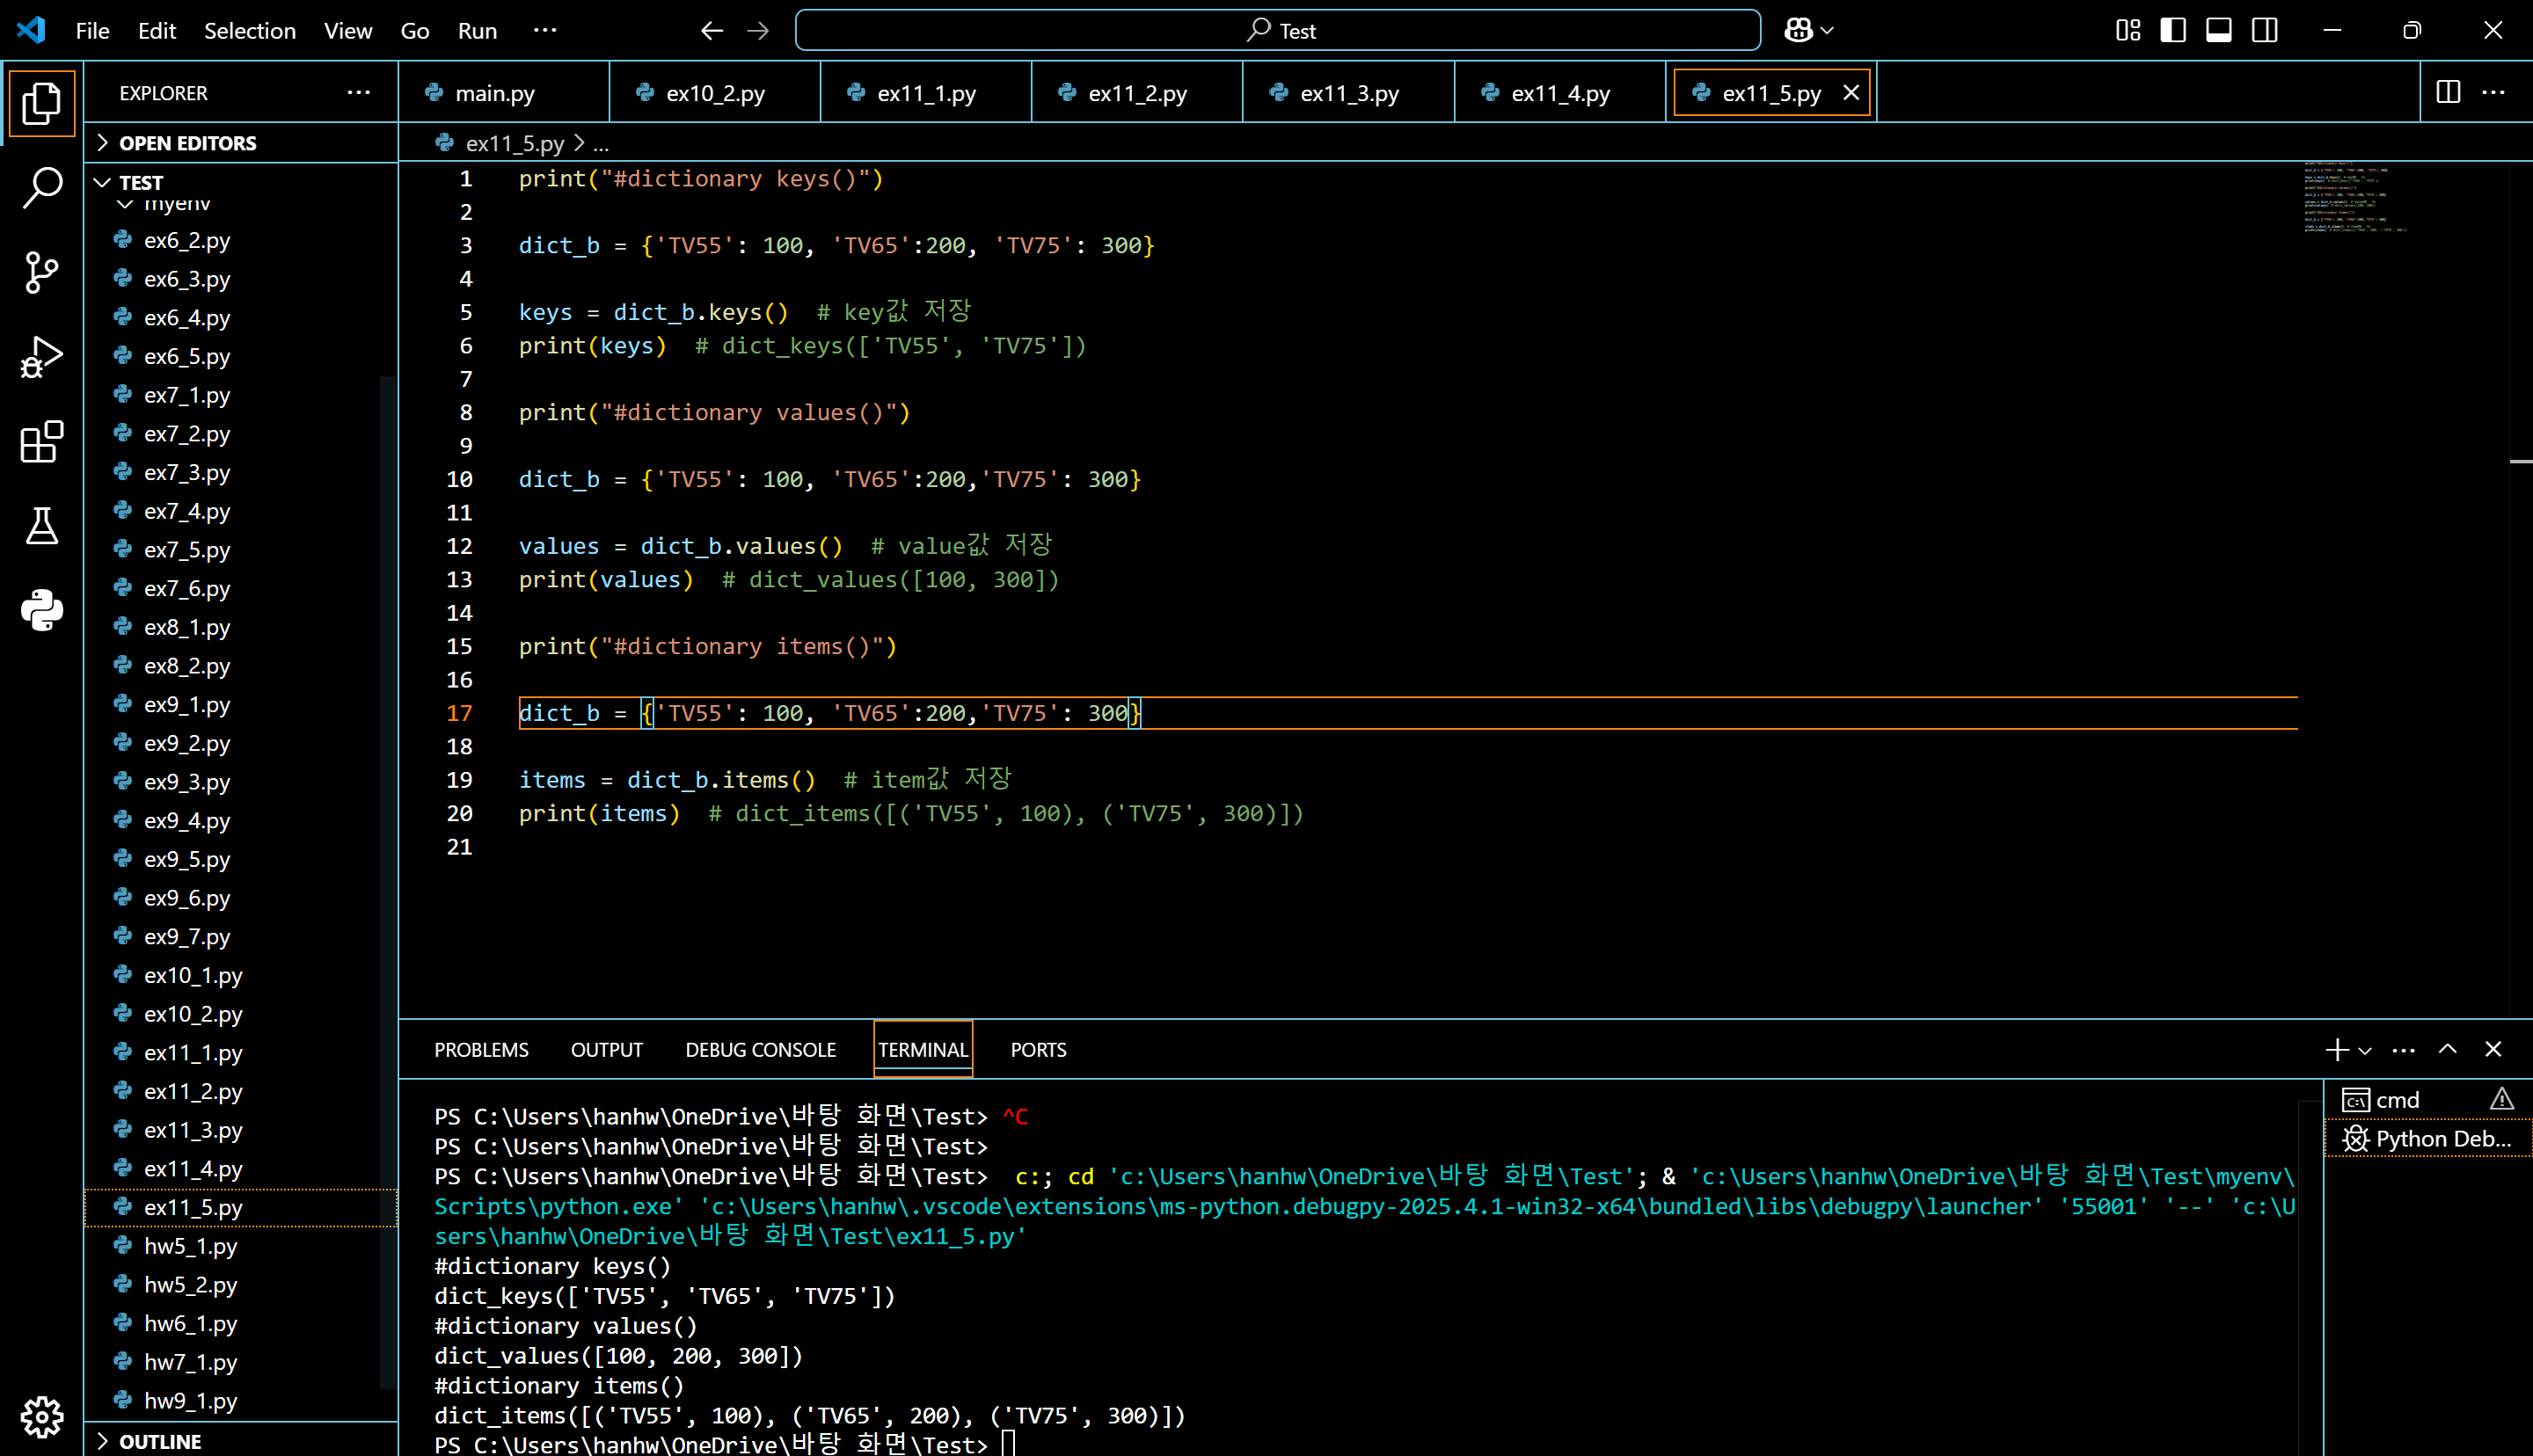 File Edit Selection View Go Run ··· Test
EXPLORER ···
OPEN EDITORS
TEST
myenv
ex6_2.py
ex6_3.py
ex6_4.py
ex6_5.py
ex7_1.py
ex7_2.py
ex7_3.py
ex7_4.py
ex7_5.py
ex7_6.py
ex8_1.py
ex8_2.py
ex9_1.py
ex9_2.py
ex9_3.py
ex9_4.py
ex9_5.py
ex9_6.py
ex9_7.py
ex10_1.py
ex10_2.py
ex11_1.py
ex11_2.py
ex11_3.py
ex11_4.py
ex11_5.py
hw5_1.py
hw5_2.py
hw6_1.py
hw7_1.py
hw9_1.py
OUTLINE
main.py ex10_2.py ex11_1.py ex11_2.py ex11_3.py ex11_4.py ex11_5.py
ex11_5.py > ...
1 print("#dictionary keys()")
2
3 dict_b = {'TV55': 100, 'TV65':200, 'TV75': 300}
4
5 keys = dict_b.keys()  # key값 저장
6 print(keys)  # dict_keys(['TV55', 'TV75'])
7
8 print("#dictionary values()")
9
10 dict_b = {'TV55': 100, 'TV65':200,'TV75': 300}
11
12 values = dict_b.values()  # value값 저장
13 print(values)  # dict_values([100, 300])
14
15 print("#dictionary items()")
16
17 dict_b = {'TV55': 100, 'TV65':200,'TV75': 300}
18
19 items = dict_b.items()  # item값 저장
20 print(items)  # dict_items([('TV55', 100), ('TV75', 300)])
21
PROBLEMS OUTPUT DEBUG CONSOLE TERMINAL PORTS
PS C:\Users\hanhw\OneDrive\바탕 화면\Test> ^C
PS C:\Users\hanhw\OneDrive\바탕 화면\Test>
PS C:\Users\hanhw\OneDrive\바탕 화면\Test>  c:; cd 'c:\Users\hanhw\OneDrive\바탕 화면\Test'; & 'c:\Users\hanhw\OneDrive\바탕 화면\Test\myenv\
Scripts\python.exe' 'c:\Users\hanhw\.vscode\extensions\ms-python.debugpy-2025.4.1-win32-x64\bundled\libs\debugpy\launcher' '55001' '--' 'c:\U
sers\hanhw\OneDrive\바탕 화면\Test\ex11_5.py'
#dictionary keys()
dict_keys(['TV55', 'TV65', 'TV75'])
#dictionary values()
dict_values([100, 200, 300])
#dictionary items()
dict_items([('TV55', 100), ('TV65', 200), ('TV75', 300)])
PS C:\Users\hanhw\OneDrive\바탕 화면\Test>
cmd
Python Deb...